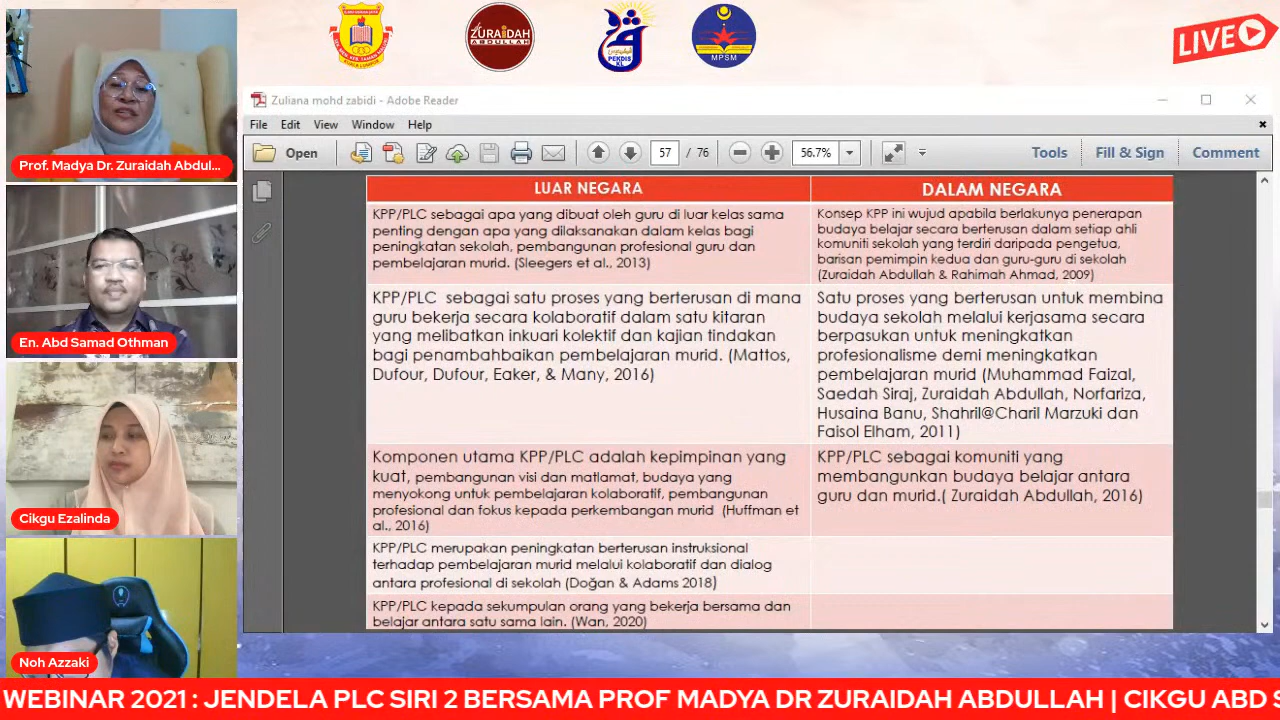 ZURAIDAH
ABDULLAH
PEKDIS
KL
MPSM
LIVE
Prof. Madya Dr. Zuraidah Abdul...
En. Abd Samad Othman
Cikgu Ezalinda
Noh Azzaki
Zuliana mohd zabidi - Adobe Reader
File Edit View Window Help
Open 57 / 76 56.7% Tools Fill & Sign Comment
LUAR NEGARA
KPP/PLC sebagai apa yang dibuat oleh guru di luar kelas sama
penting dengan apa yang dilaksanakan dalam kelas bagi
peningkatan sekolah, pembangunan profesional guru dan
pembelajaran murid. (Sleegers et al., 2013)
KPP/PLC sebagai satu proses yang berterusan di mana
guru bekerja secara kolaboratif dalam satu kitaran
yang melibatkan inkuari kolektif dan kajian tindakan
bagi penambahbaikan pembelajaran murid. (Mattos,
Dufour, Dufour, Eaker, & Many, 2016)
Komponen utama KPP/PLC adalah kepimpinan yang
kuat, pembangunan visi dan matlamat, budaya yang
menyokong untuk pembelajaran kolaboratif, pembangunan
profesional dan fokus kepada perkembangan murid (Huffman et
al., 2016)
KPP/PLC merupakan peningkatan berterusan instruksional
terhadap pembelajaran murid melalui kolaboratif dan dialog
antara profesional di sekolah (Doğan & Adams 2018)
KPP/PLC kepada sekumpulan orang yang bekerja bersama dan
belajar antara satu sama lain. (Wan, 2020)
DALAM NEGARA
Konsep KPP ini wujud apabila berlakunya penerapan
budaya belajar secara berterusan dalam setiap ahli
komuniti sekolah yang terdiri daripada pengetua,
barisan pemimpin kedua dan guru-guru di sekolah
(Zuraidah Abdullah & Rahimah Ahmad, 2009)
Satu proses yang berterusan untuk membina
budaya sekolah melalui kerjasama secara
berpasukan untuk meningkatkan
profesionalisme demi meningkatkan
pembelajaran murid (Muhammad Faizal,
Saedah Siraj, Zuraidah Abdullah, Norfariza,
Husaina Banu, Shahril@Charil Marzuki dan
Faisol Elham, 2011)
KPP/PLC sebagai komuniti yang
membangunkan budaya belajar antara
guru dan murid.( Zuraidah Abdullah, 2016)
WEBINAR 2021 : JENDELA PLC SIRI 2 BERSAMA PROF MADYA DR ZURAIDAH ABDULLAH | CIKGU ABD S